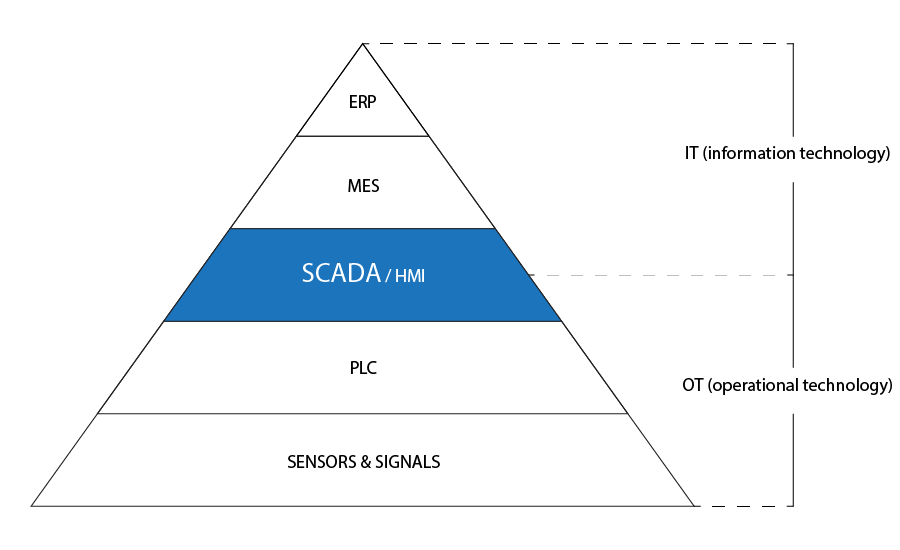 ERP
IT (information technology)
MES
SCADA / HMI
PLC
OT (operational technology)
SENSORS & SIGNALS